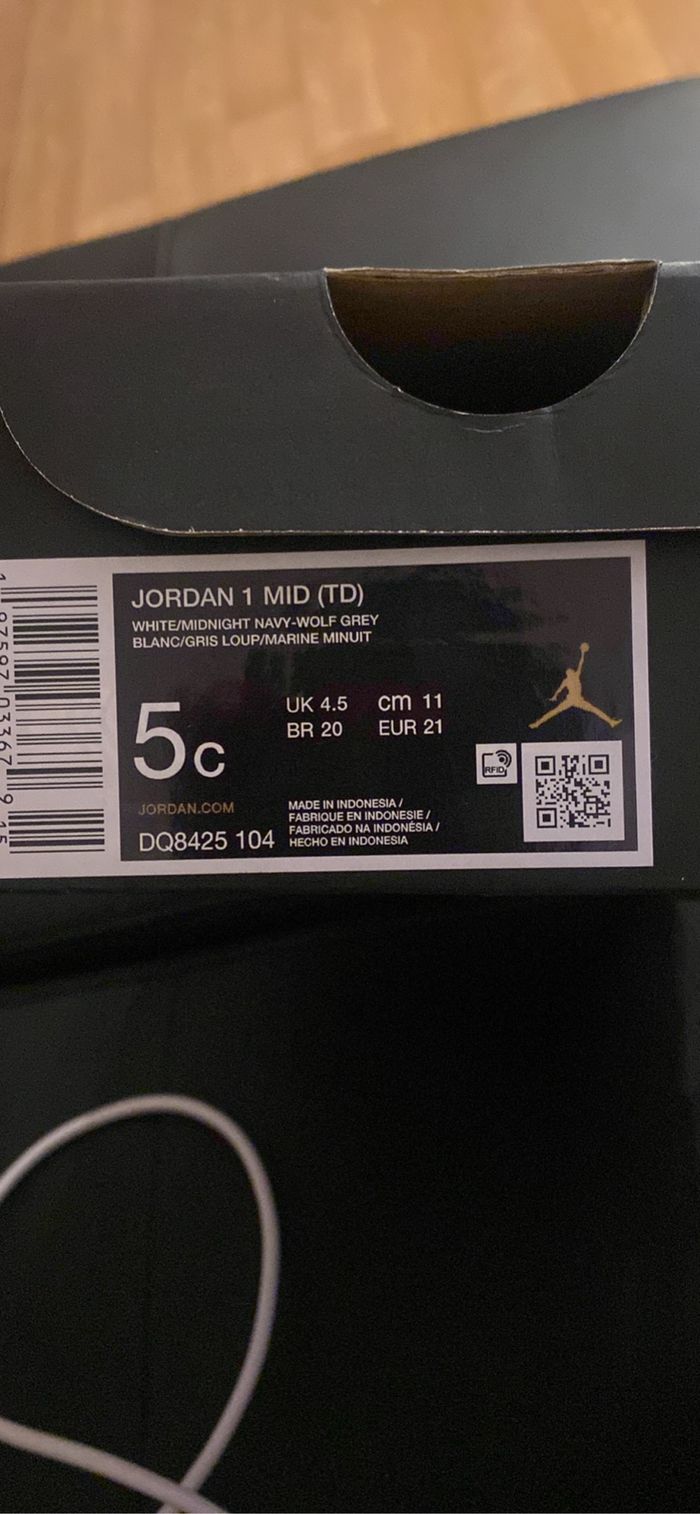 JORDAN 1 MID (TD)
WHITE/MIDNIGHT NAVY-WOLF GREY
BLANC/GRIS LOUP/MARINE MINUIT
5C
UK 4.5 cm 11
BR 20 EUR 21
RFID
JORDAN.COM
DQ8425 104
MADE IN INDONESIA /
FABRIQUE EN INDONESIE /
FABRICADO NA INDONÉSIA /
HECHO EN INDONESIA